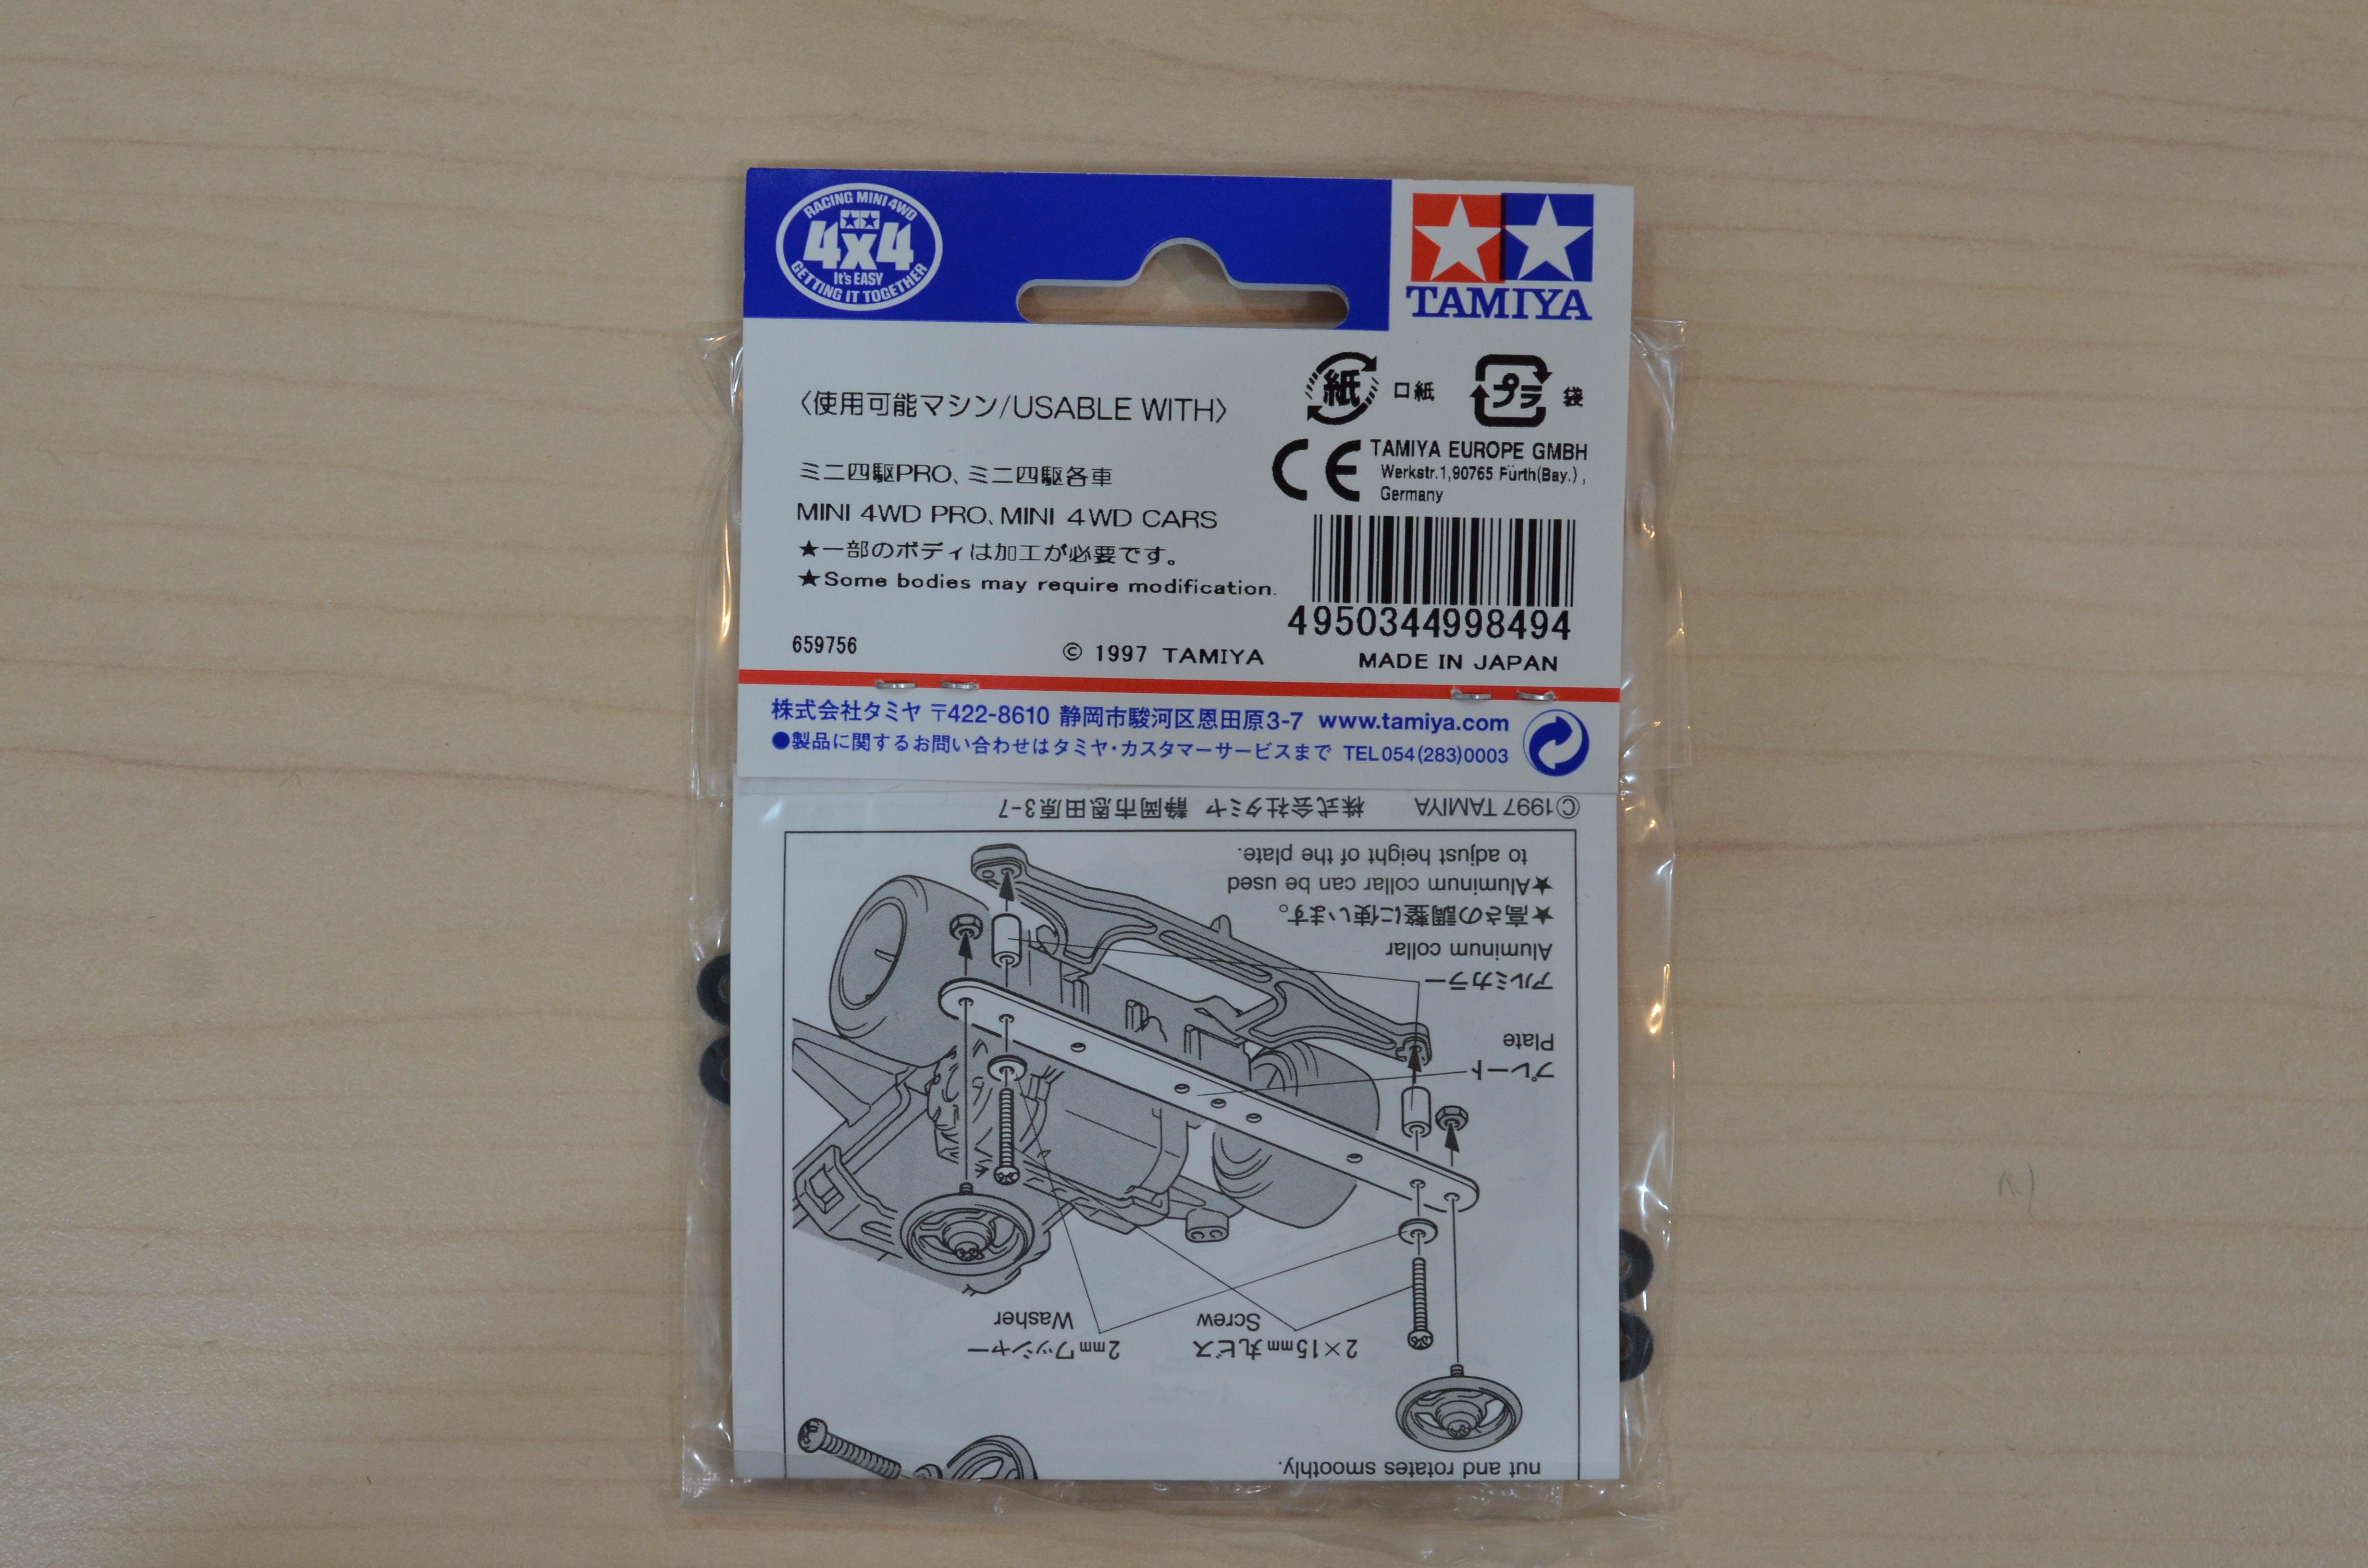 RACING MINI 4WD
4x4
It's EASY
GETTING IT TOGETHER
TAMIYA
〈使用可能マシン/USABLE WITH〉
紙 口紙 プラ 袋
CE TAMIYA EUROPE GMBH
Werkstr.1,90765 Fürth(Bay.),
Germany
ミニ四駆PRO、ミニ四駆各車
MINI 4WD PRO、MINI 4WD CARS
★一部のボディは加工が必要です。
★Some bodies may require modification.
4950344998494
659756
© 1997 TAMIYA
MADE IN JAPAN
株式会社タミヤ 〒422-8610 静岡市駿河区恩田原3-7 www.tamiya.com
●製品に関するお問い合わせはタミヤ・カスタマーサービスまで TEL054(283)0003
©1997 TAMIYA 株式会社タミヤ 静岡市恩田原3-7
nut and rotates smoothly.
2×15mm丸ビス
Screw
2mmワッシャー
Washer
プレート
Plate
アルミカラー
Aluminum collar
★高さの調整に使います。
★Aluminum collar can be used
to adjust height of the plate.